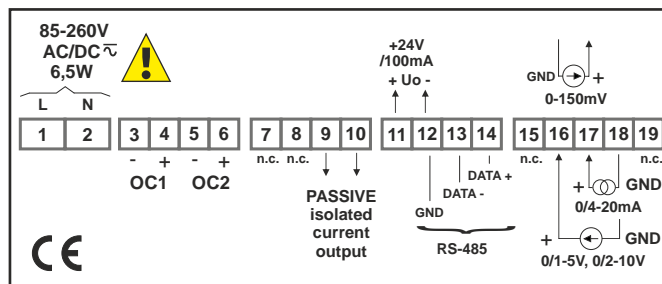 85-260V
AC/DC
6,5W
+24V
/100mA
+ Uo -
GND +
0-150mV
L N
1 2 3 4 5 6 7 8 9 10 11 12 13 14 15 16 17 18 19
- + - +
n.c. n.c. n.c. n.c.
OC1 OC2
PASSIVE
isolated
current
output
DATA +
DATA -
GND
RS-485
+ GND
0/4-20mA
+ GND
0/1-5V, 0/2-10V
CE